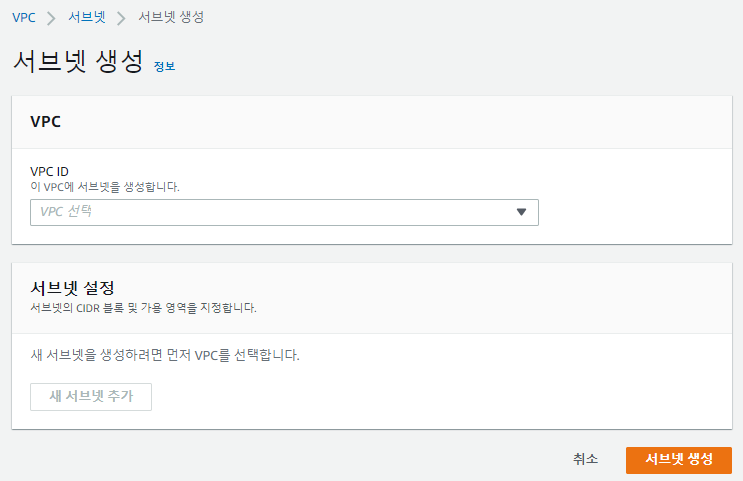 VPC > 서브넷 > 서브넷 생성
서브넷 생성 정보
VPC
VPC ID
이 VPC에 서브넷을 생성합니다.
VPC 선택
서브넷 설정
서브넷의 CIDR 블록 및 가용 영역을 지정합니다.
새 서브넷을 생성하려면 먼저 VPC를 선택합니다.
새 서브넷 추가
취소 서브넷 생성